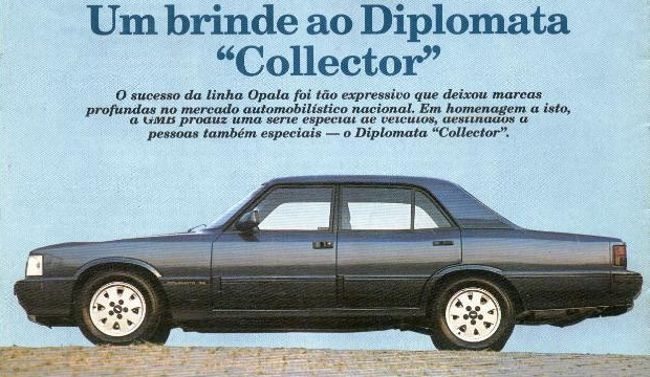 Um brinde ao Diplomata
“Collector”
O sucesso da linha Opala foi tão expressivo que deixou marcas
profundas no mercado automobilístico nacional. Em homenagem a isto,
a GMB produz uma série especial de veículos, destinados a
pessoas também especiais — o Diplomata “Collector”.